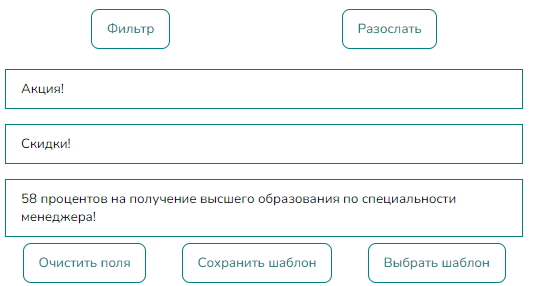 Фильтр
Разослать
Акция!
Скидки!
58 процентов на получение высшего образования по специальности
менеджера!
Очистить поля
Сохранить шаблон
Выбрать шаблон